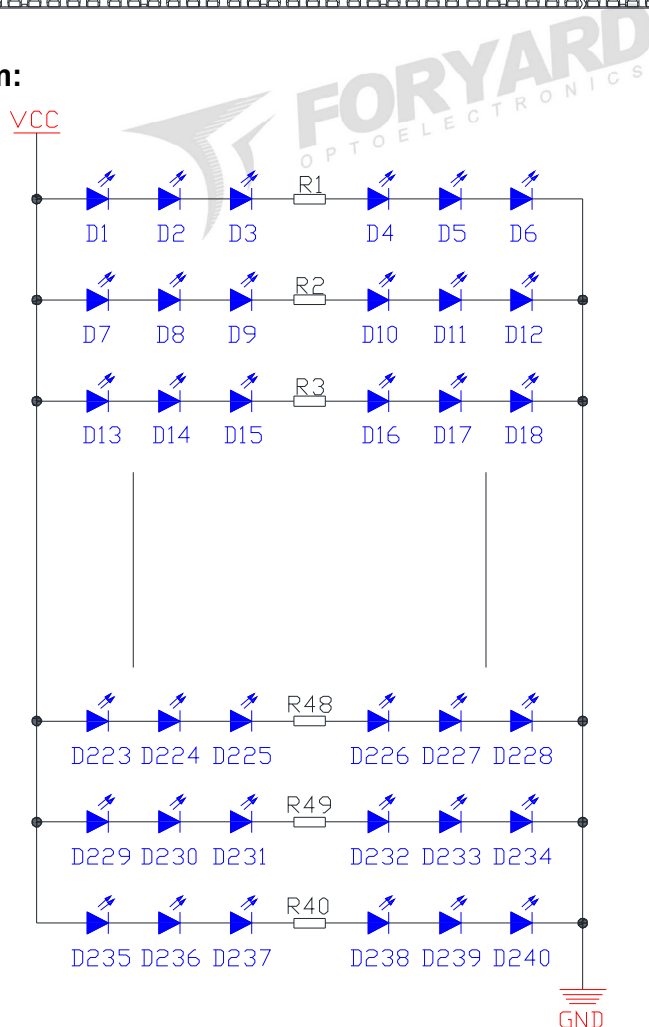 FORYARD
OPTOELECTRONICS
n:
VCC
R1
D1 D2 D3 D4 D5 D6
R2
D7 D8 D9 D10 D11 D12
R3
D13 D14 D15 D16 D17 D18
R48
D223 D224 D225 D226 D227 D228
R49
D229 D230 D231 D232 D233 D234
R40
D235 D236 D237 D238 D239 D240
GND